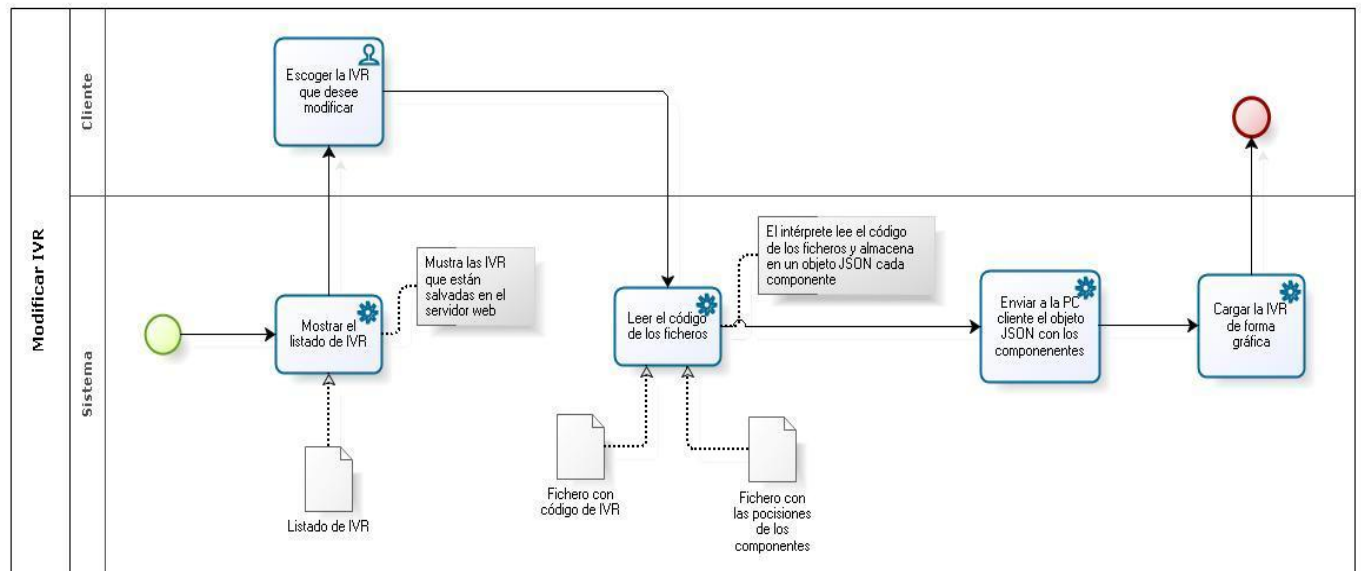 Modificar IVR
Cliente
Escoger la IVR
que desee
modificar
Sistema
Mostrar el
listado de IVR
Mustra las IVR
que están
salvadas en el
servidor web
Listado de IVR
Leer el código
de los ficheros
El intérprete lee el código
de los ficheros y almacena
en un objeto JSON cada
componente
Fichero con
código de IVR
Fichero con
las pocisiones
de los
componentes
Enviar a la PC
cliente el objeto
JSON con los
componenentes
Cargar la IVR
de forma
gráfica